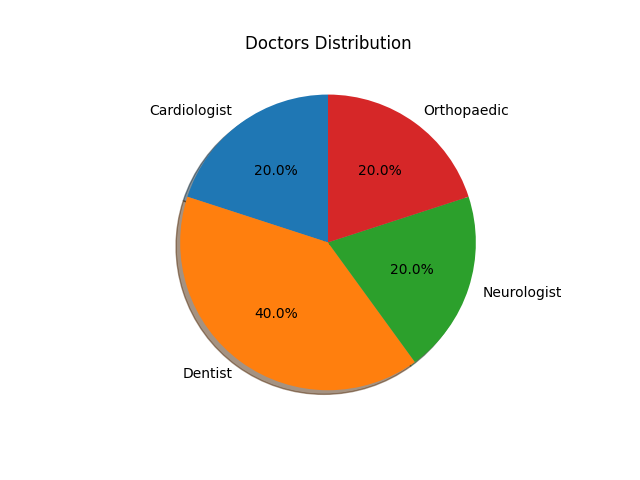 Doctors Distribution
Cardiologist
Orthopaedic
20.0%
20.0%
20.0%
Neurologist
40.0%
Dentist